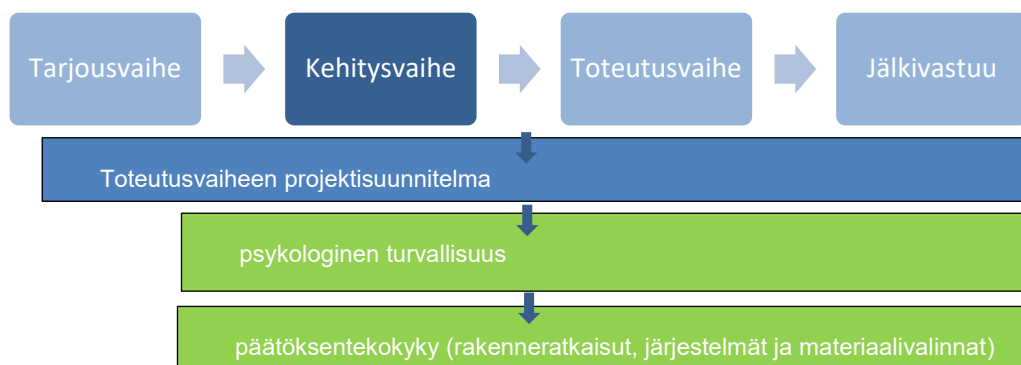 Tarjousvaihe
Kehitysvaihe
Toteutusvaihe
Jälkivastuu
Toteutusvaiheen projektisuunnitelma
psykologinen turvallisuus
päätöksentekokyky (rakenneratkaisut, järjestelmät ja materiaalivalinnat)